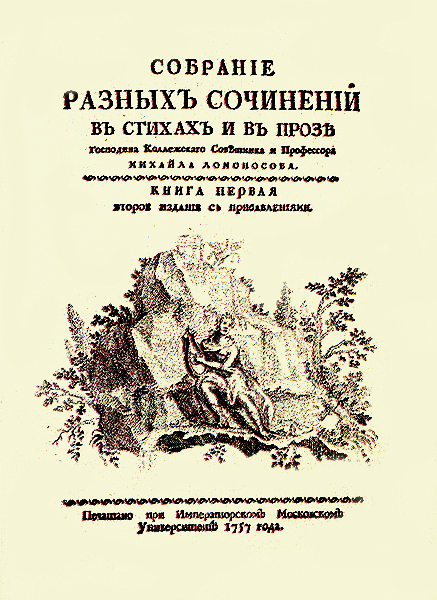 СОБРАНІЕ
РАЗНЫХЪ СОЧИНЕНІЙ
ВЪ СТИХАХЪ И ВЪ ПРОЗѢ
Господина Коллежскаго Совѣтника и Профессора
МИХАЙЛА ЛОМОНОСОВА.
КНИГА ПЕРВАЯ
ВТОРОЕ ИЗДАНІЕ СЪ ПРИБАВЛЕНІЯМИ.
Печатано при Императорскомъ Московскомъ
Университетѣ 1757 года.